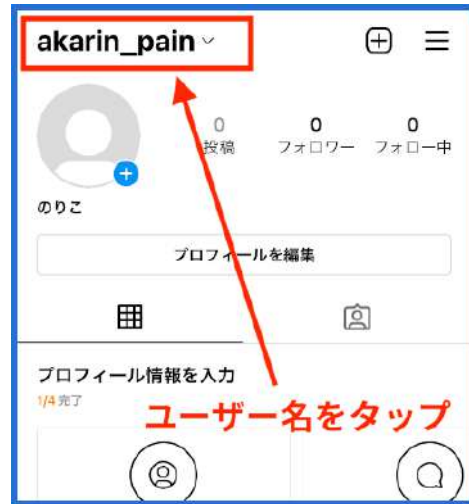 akarin_pain
0 0 0
投稿 フォロワー フォロー中
のりこ
プロフィールを編集
プロフィール情報を入力
1/4 完了
ユーザー名をタップ